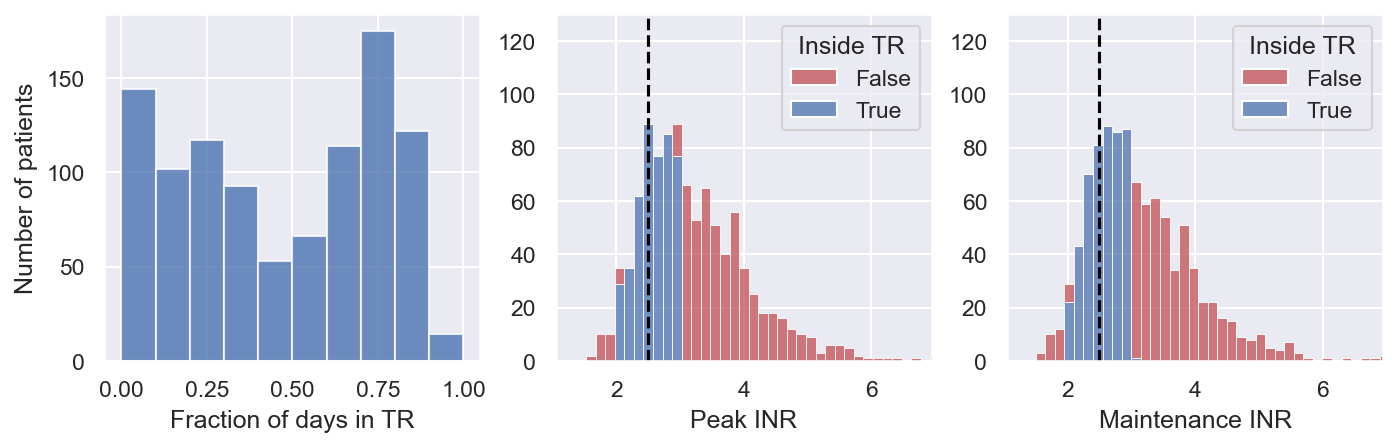 Number of patients
150
100
50
0
0.00 0.25 0.50 0.75 1.00
Fraction of days in TR
120
100
80
60
40
20
0
2 4 6
Peak INR
Inside TR
False
True
120
100
80
60
40
20
0
2 4 6
Maintenance INR
Inside TR
False
True